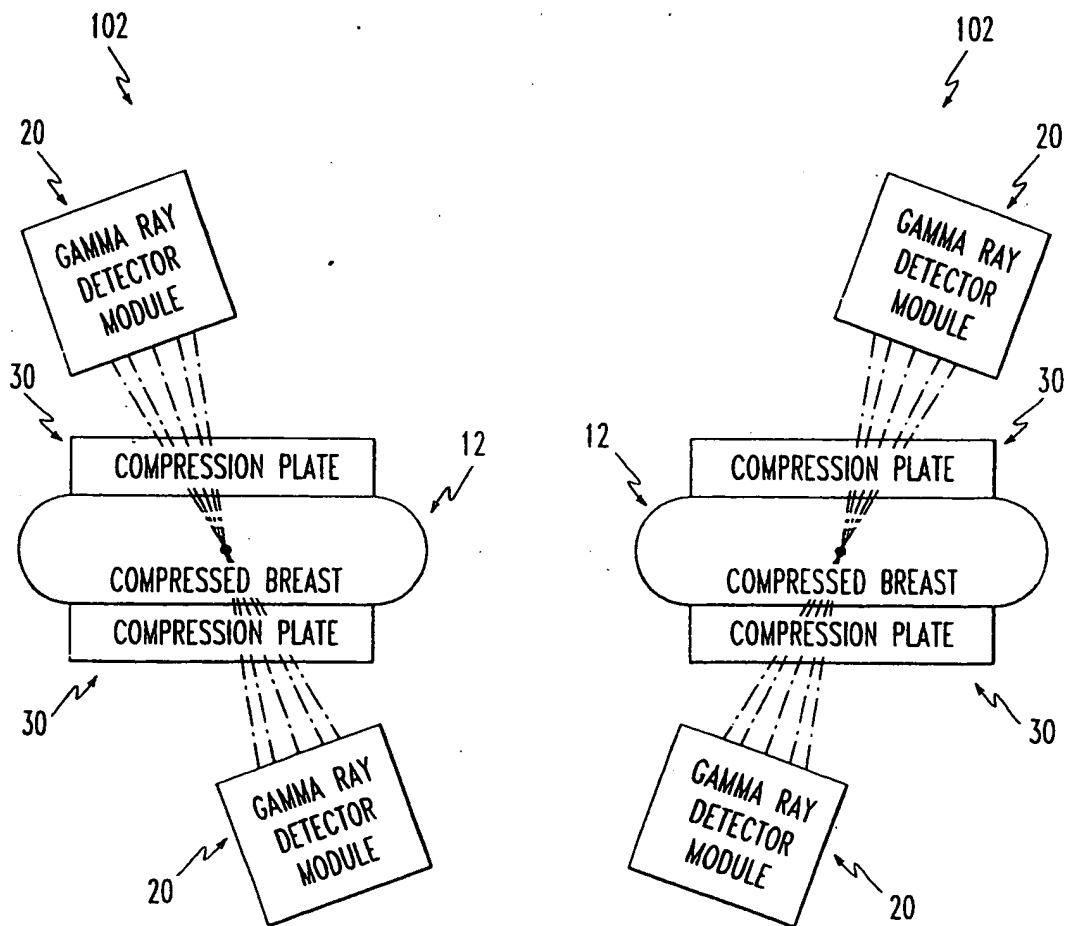 102
20
GAMMA RAY
DETECTOR
MODULE
30
COMPRESSION PLATE
12
COMPRESSED BREAST
COMPRESSION PLATE
30
GAMMA RAY
DETECTOR
MODULE
20
102
20
GAMMA RAY
DETECTOR
MODULE
30
COMPRESSION PLATE
12
COMPRESSED BREAST
COMPRESSION PLATE
30
GAMMA RAY
DETECTOR
MODULE
20